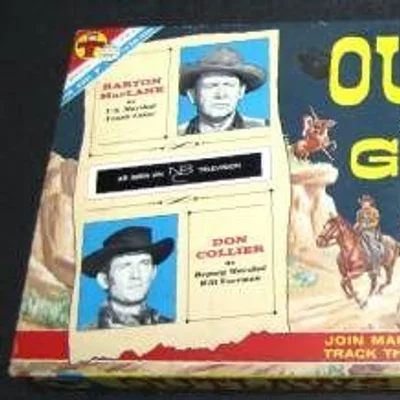 BARTON
MacLANE
as
U.S. Marshal
Frank Caine
AS SEEN ON NBC TELEVISION
DON
COLLIER
as
Deputy Marshal
Will Foreman
OU
G
JOIN MAR
TRACK TH